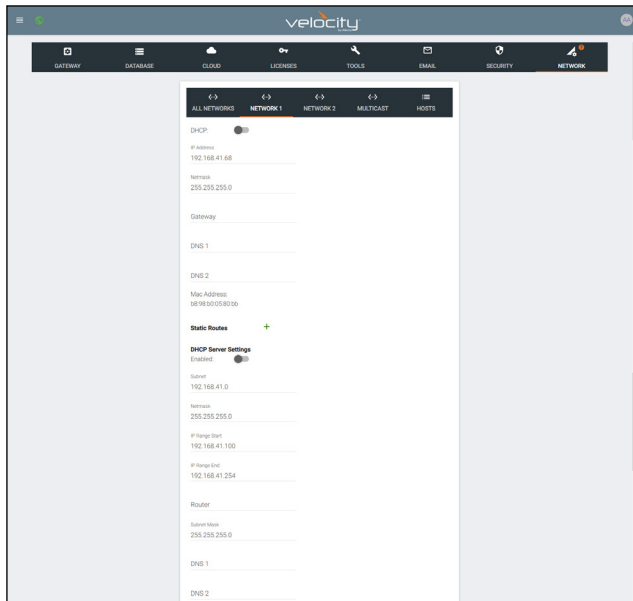 velocity
by Atlona
AA
GATEWAY DATABASE CLOUD LICENSES TOOLS EMAIL SECURITY NETWORK
ALL NETWORKS NETWORK 1 NETWORK 2 MULTICAST HOSTS
DHCP:
IP Address
192.168.41.68
Netmask
255.255.255.0
Gateway
DNS 1
DNS 2
Mac Address:
b8:98:b0:05:80:bb
Static Routes +
DHCP Server Settings
Enabled:
Subnet
192.168.41.0
Netmask
255.255.255.0
IP Range Start
192.168.41.100
IP Range End
192.168.41.254
Router
Subnet Mask
255.255.255.0
DNS 1
DNS 2